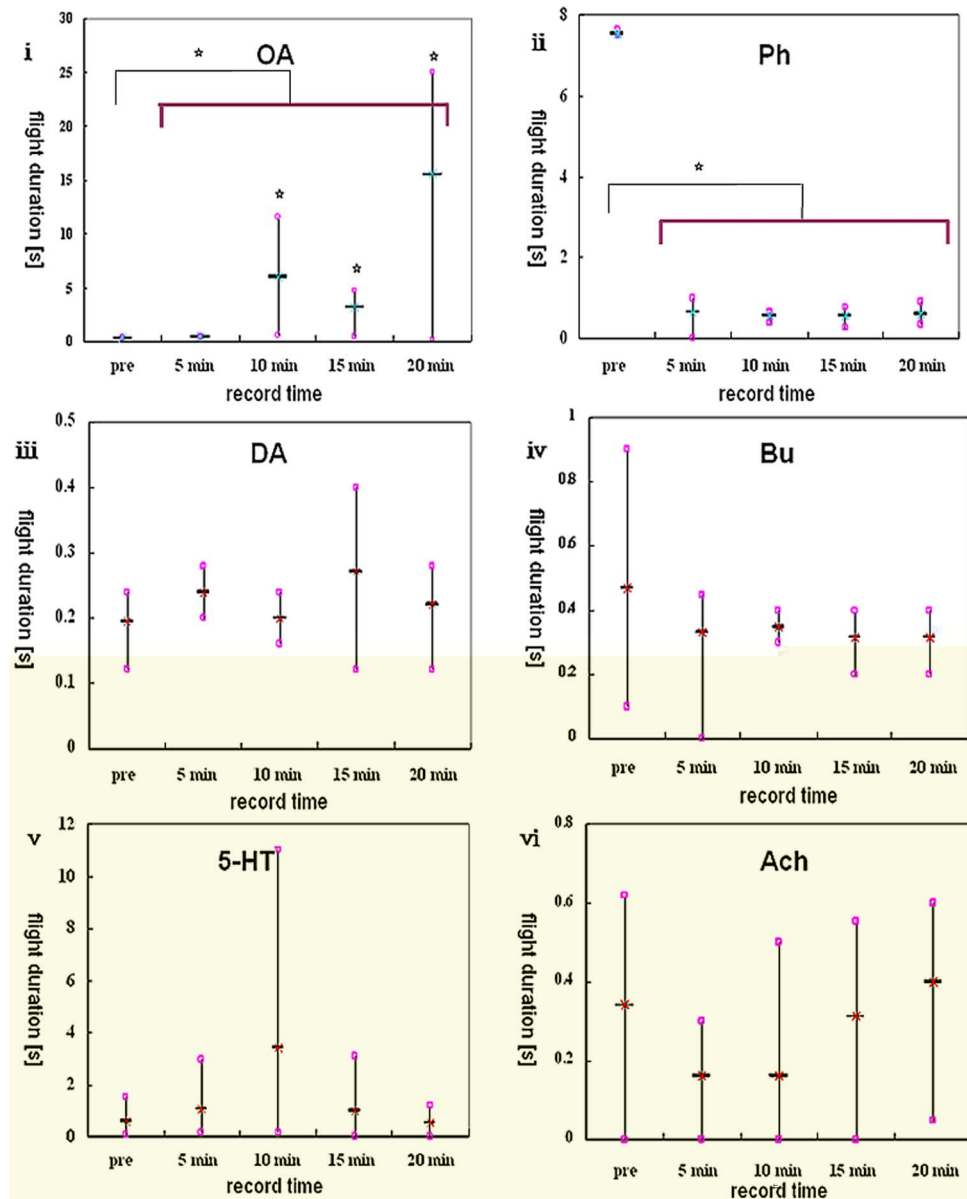 i
OA
flight duration [s]
30
25
20
15
10
5
0
pre 5 min 10 min 15 min 20 min
record time
ii
Ph
flight duration [s]
8
6
4
2
0
pre 5 min 10 min 15 min 20 min
record time
iii
DA
flight duration [s]
0.5
0.4
0.3
0.2
0.1
0
pre 5 min 10 min 15 min 20 min
record time
iv
Bu
flight duration [s]
1
0.8
0.6
0.4
0.2
0
pre 5 min 10 min 15 min 20 min
record time
v
5-HT
flight duration [s]
12
10
8
6
4
2
0
pre 5 min 10 min 15 min 20 min
record time
vi
Ach
flight duration [s]
0.8
0.6
0.4
0.2
0
pre 5 min 10 min 15 min 20 min
record time